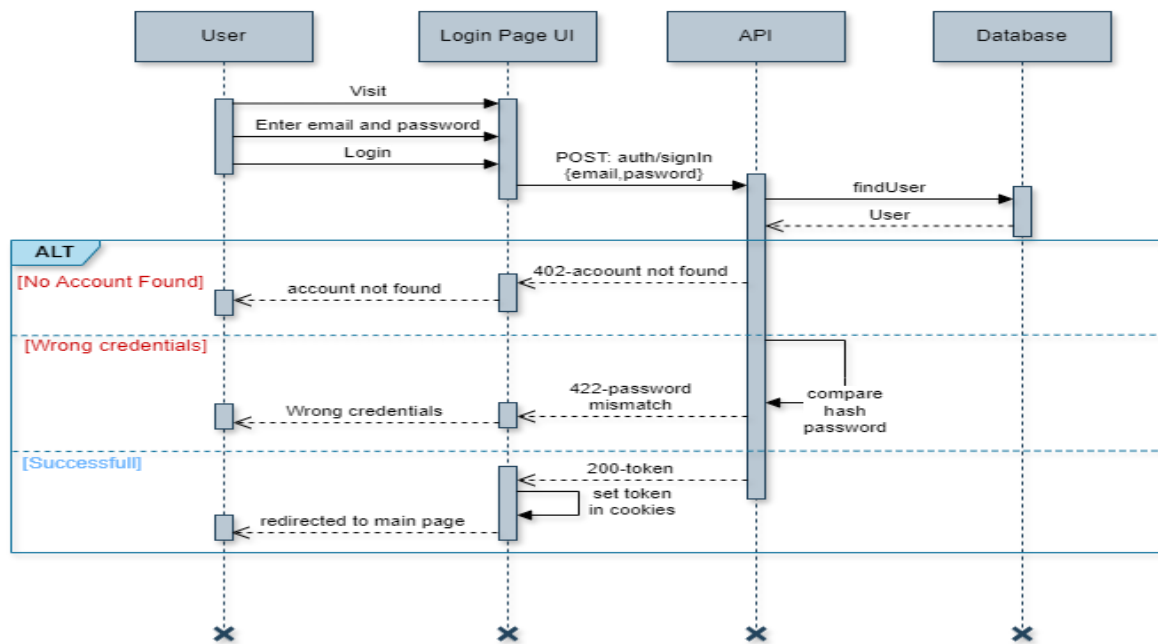 User
Login Page UI
API
Database
Visit
Enter email and password
Login
POST: auth/signIn
{email,pasword}
findUser
User
ALT
[No Account Found]
402-acoount not found
account not found
[Wrong credentials]
compare
hash
password
422-password
mismatch
Wrong credentials
[Successfull]
200-token
set token
in cookies
redirected to main page